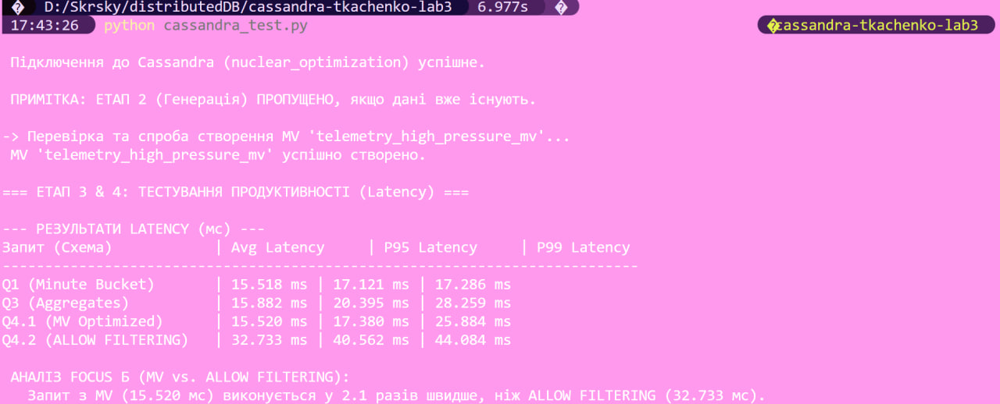 D:/Skrsky/distributedDB/cassandra-tkachenko-lab3 6.977s
17:43:26 python cassandra_test.py cassandra-tkachenko-lab3
Підключення до Cassandra (nuclear_optimization) успішне.
ПРИМІТКА: ЕТАП 2 (Генерація) ПРОПУЩЕНО, якщо дані вже існують.
-> Перевірка та спроба створення MV 'telemetry_high_pressure_mv'...
MV 'telemetry_high_pressure_mv' успішно створено.
=== ЕТАП 3 & 4: ТЕСТУВАННЯ ПРОДУКТИВНОСТІ (Latency) ===
--- РЕЗУЛЬТАТИ LATENCY (мс) ---
Запит (Схема) | Avg Latency | P95 Latency | P99 Latency
---------------------------------------------------------------------------
Q1 (Minute Bucket) | 15.518 ms | 17.121 ms | 17.286 ms
Q3 (Aggregates) | 15.882 ms | 20.395 ms | 28.259 ms
Q4.1 (MV Optimized) | 15.520 ms | 17.380 ms | 25.884 ms
Q4.2 (ALLOW FILTERING) | 32.733 ms | 40.562 ms | 44.084 ms
АНАЛІЗ FOCUS Б (MV vs. ALLOW FILTERING):
Запит з MV (15.520 мс) виконується у 2.1 разів швидше, ніж ALLOW FILTERING (32.733 мс).